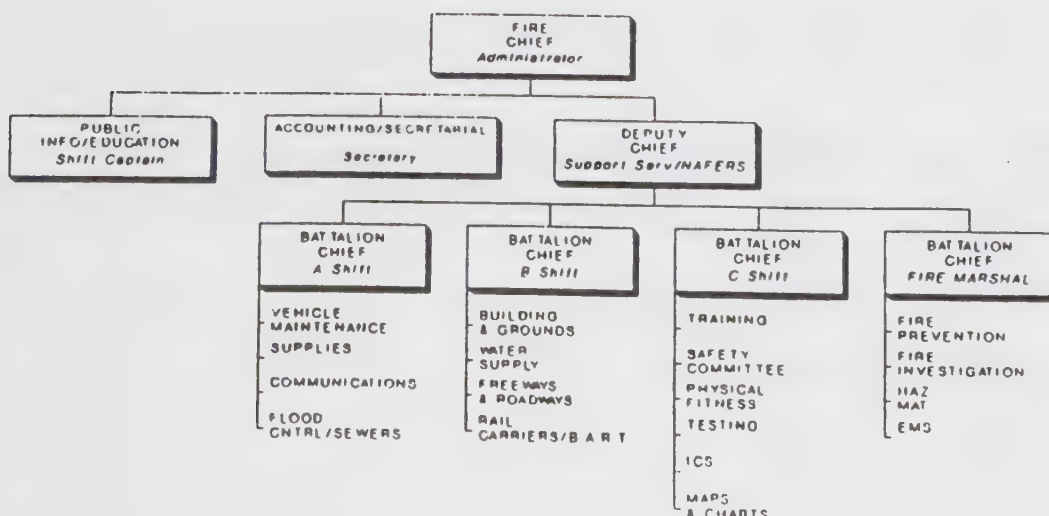 FIRE
CHIEF
Administrator
PUBLIC
INFO/EDUCATION
Shift Captain
ACCOUNTING/SECRETARIAL
Secretary
DEPUTY
CHIEF
Support Serv/NAFERS
BATTALION
CHIEF
A Shift
VEHICLE
MAINTENANCE
SUPPLIES
COMMUNICATIONS
FLOOD
CNTRL/SEWERS
BATTALION
CHIEF
B Shift
BUILDING
& GROUNDS
WATER
SUPPLY
FREEWAYS
& ROADWAYS
RAIL
CARRIERS/B A R T
BATTALION
CHIEF
C Shift
TRAINING
SAFETY
COMMITTEE
PHYSICAL
FITNESS
TESTING
ICS
MAPS
& CHARTS
BATTALION
CHIEF
FIRE MARSHAL
FIRE
PREVENTION
FIRE
INVESTIGATION
HAZ
MAT
EMS